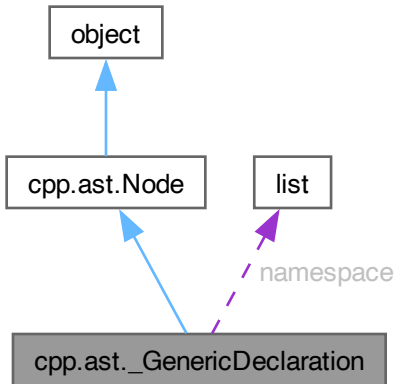 object
cpp.ast.Node
list
namespace
cpp.ast._GenericDeclaration